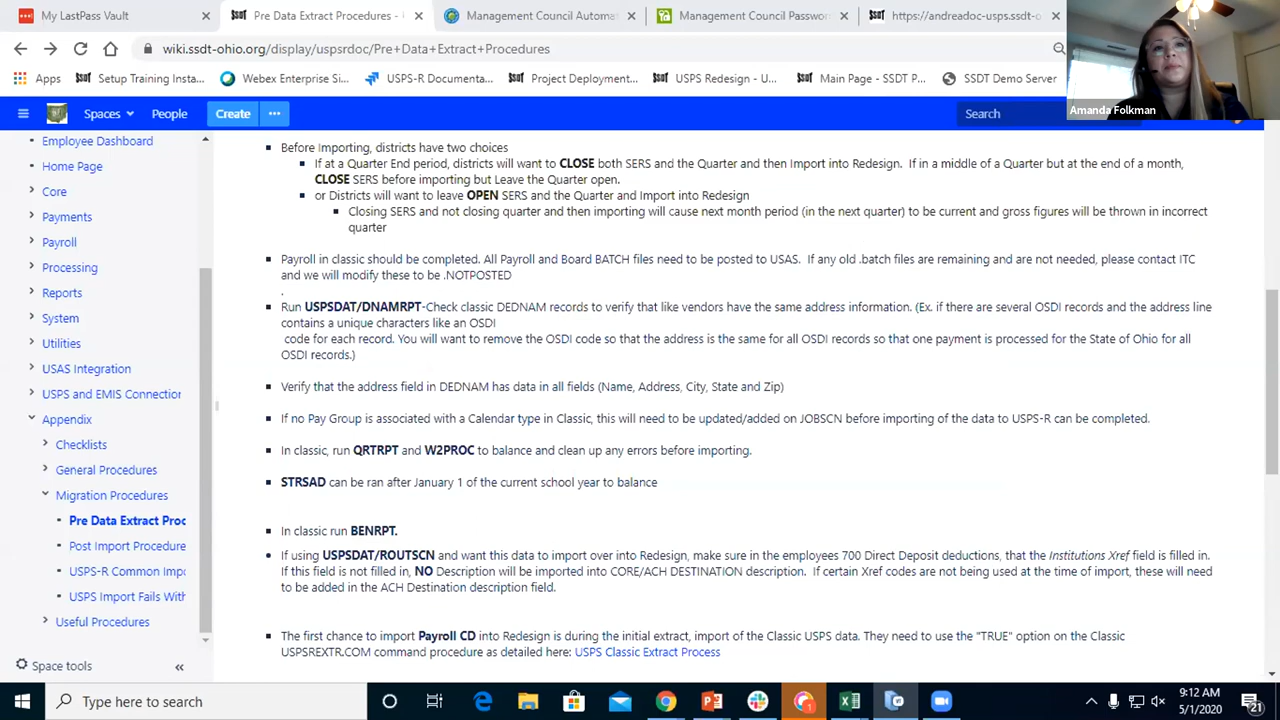 My LastPass Vault
Pre Data Extract Procedures -
Management Council Automa
Management Council Passwor
https://andreadoc-usps.ssdt-o
wiki.ssdt-ohio.org/display/uspsrdoc/Pre+Data+Extract+Procedures
Apps
Setup Training Insta...
Webex Enterprise Si...
USPS-R Documenta...
Project Deployment...
USPS Redesign - U...
Main Page - SSDT P...
SSDT Demo Server
Amanda Folkman
Spaces
People
Create
Search
Employee Dashboard
Home Page
Core
Payments
Payroll
Processing
Reports
System
Utilities
USAS Integration
USPS and EMIS Connection
Appendix
Checklists
General Procedures
Migration Procedures
Pre Data Extract Proc
Post Import Procedure
USPS-R Common Impo
USPS Import Fails With
Useful Procedures
Space tools
Before Importing, districts have two choices
If at a Quarter End period, districts will want to CLOSE both SERS and the Quarter and then Import into Redesign. If in a middle of a Quarter but at the end of a month,
CLOSE SERS before importing but Leave the Quarter open.
or Districts will want to leave OPEN SERS and the Quarter and Import into Redesign
Closing SERS and not closing quarter and then importing will cause next month period (in the next quarter) to be current and gross figures will be thrown in incorrect
quarter
Payroll in classic should be completed. All Payroll and Board BATCH files need to be posted to USAS. If any old .batch files are remaining and are not needed, please contact ITC
and we will modify these to be .NOTPOSTED
.
Run USPSDAT/DNAMRPT-Check classic DEDNAM records to verify that like vendors have the same address information. (Ex. if there are several OSDI records and the address line
contains a unique characters like an OSDI
code for each record. You will want to remove the OSDI code so that the address is the same for all OSDI records so that one payment is processed for the State of Ohio for all
OSDI records.)
Verify that the address field in DEDNAM has data in all fields (Name, Address, City, State and Zip)
If no Pay Group is associated with a Calendar type in Classic, this will need to be updated/added on JOBSCN before importing of the data to USPS-R can be completed.
In classic, run QRTRPT and W2PROC to balance and clean up any errors before importing.
STRSAD can be ran after January 1 of the current school year to balance
In classic run BENRPT.
If using USPSDAT/ROUTSCN and want this data to import over into Redesign, make sure in the employees 700 Direct Deposit deductions, that the Institutions Xref field is filled in.
If this field is not filled in, NO Description will be imported into CORE/ACH DESTINATION description. If certain Xref codes are not being used at the time of import, these will need
to be added in the ACH Destination description field.
The first chance to import Payroll CD into Redesign is during the initial extract, import of the Classic USPS data. They need to use the "TRUE" option on the Classic
USPSREXTR.COM command procedure as detailed here: USPS Classic Extract Process
Type here to search
9:12 AM
5/1/2020
21